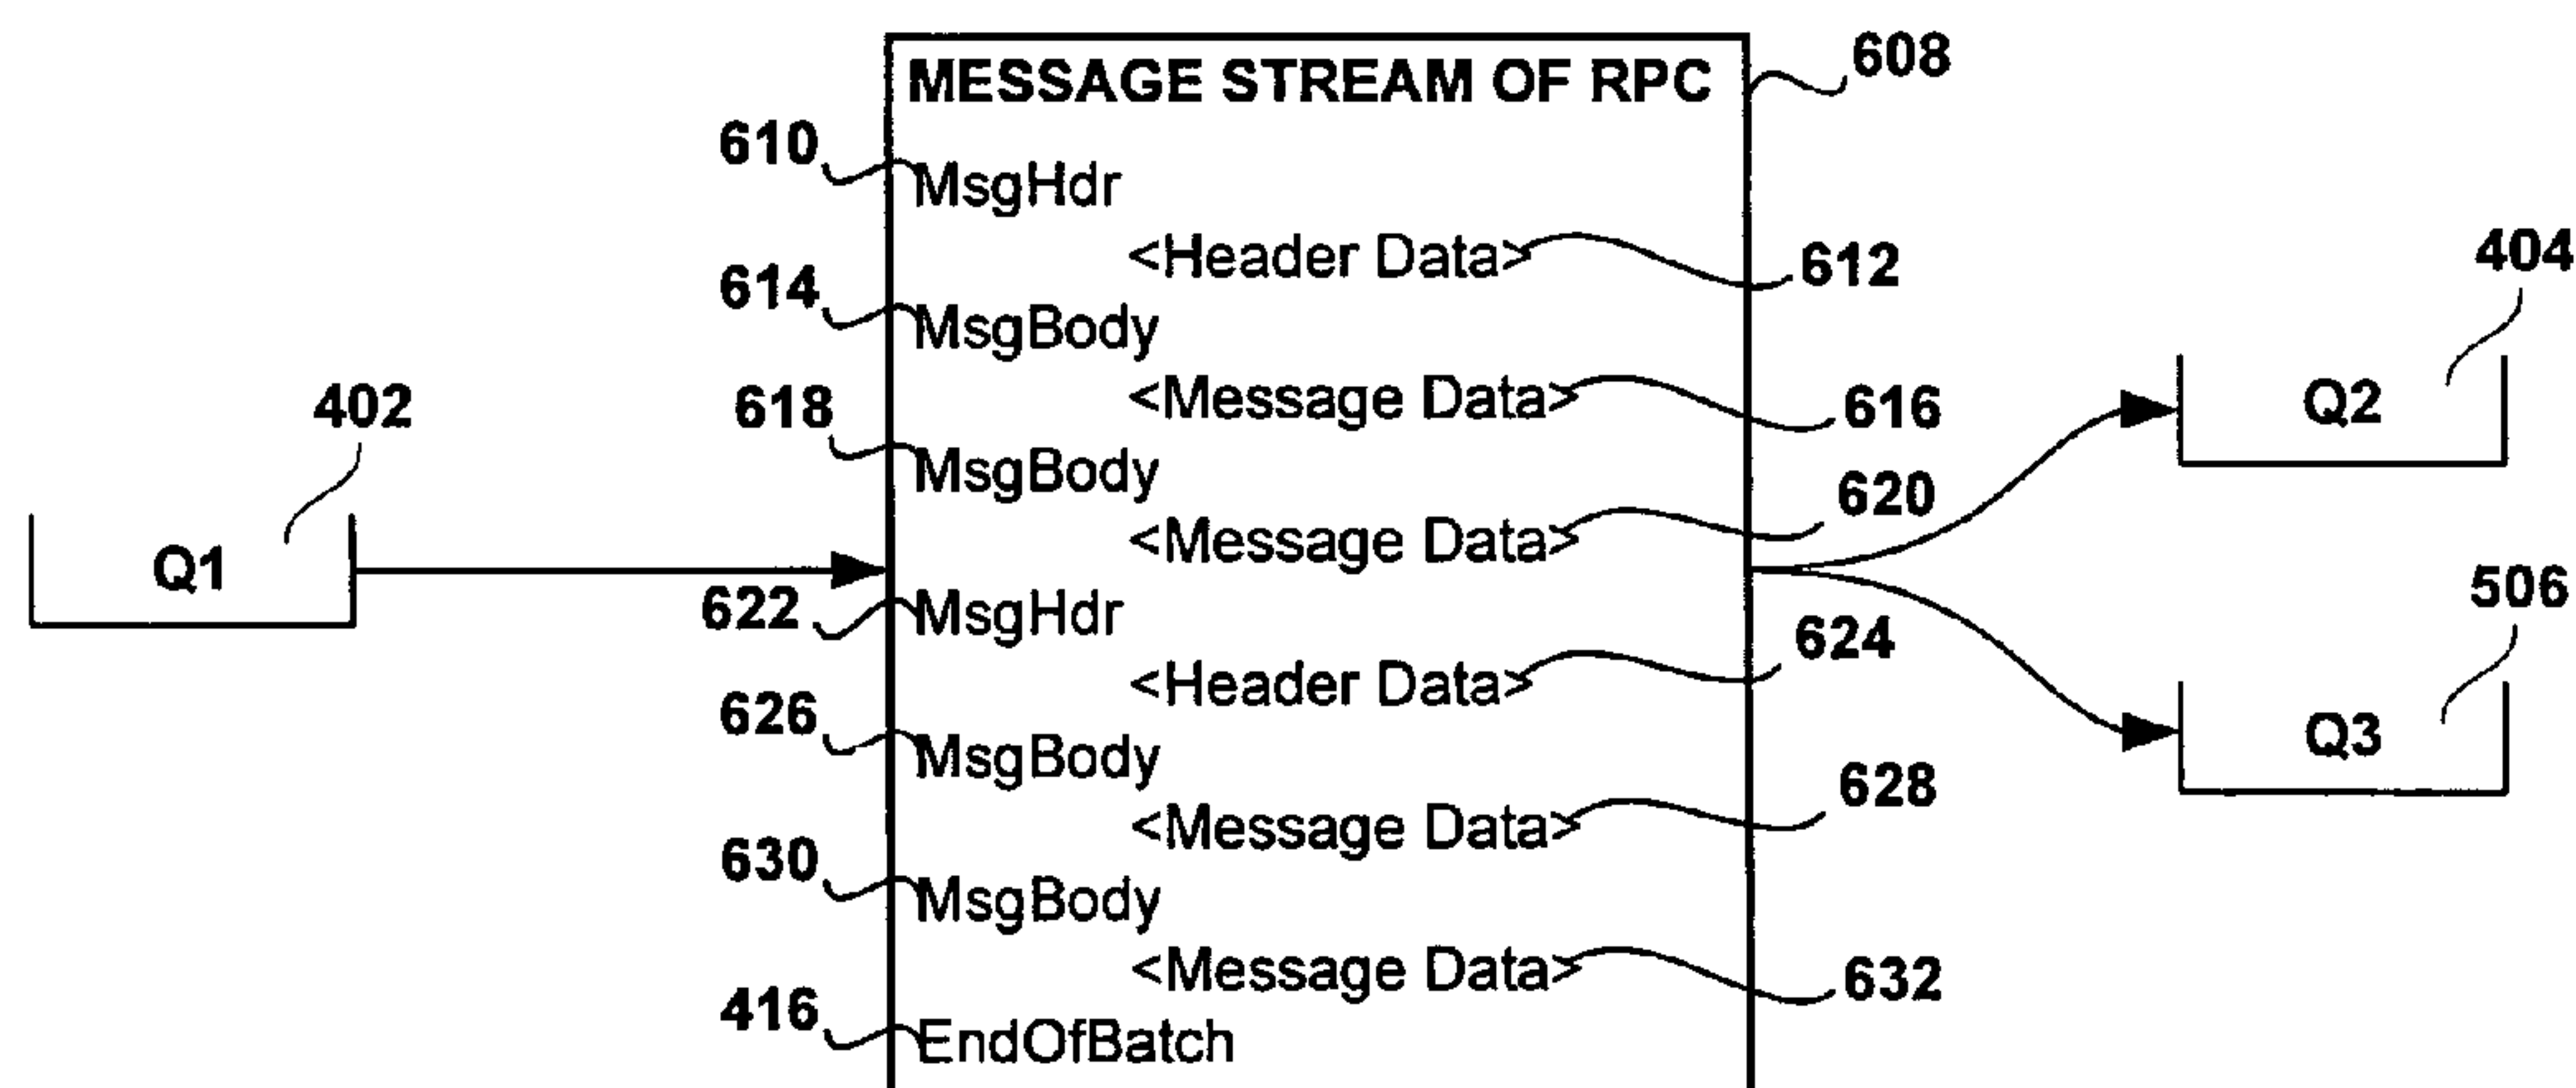 MESSAGE STREAM OF RPC
608
610
MsgHdr
<Header Data>
612
614
MsgBody
<Message Data>
616
618
MsgBody
<Message Data>
620
402
Q1
404
Q2
622
MsgHdr
<Header Data>
624
506
Q3
626
MsgBody
<Message Data>
628
630
MsgBody
<Message Data>
632
416
EndOfBatch